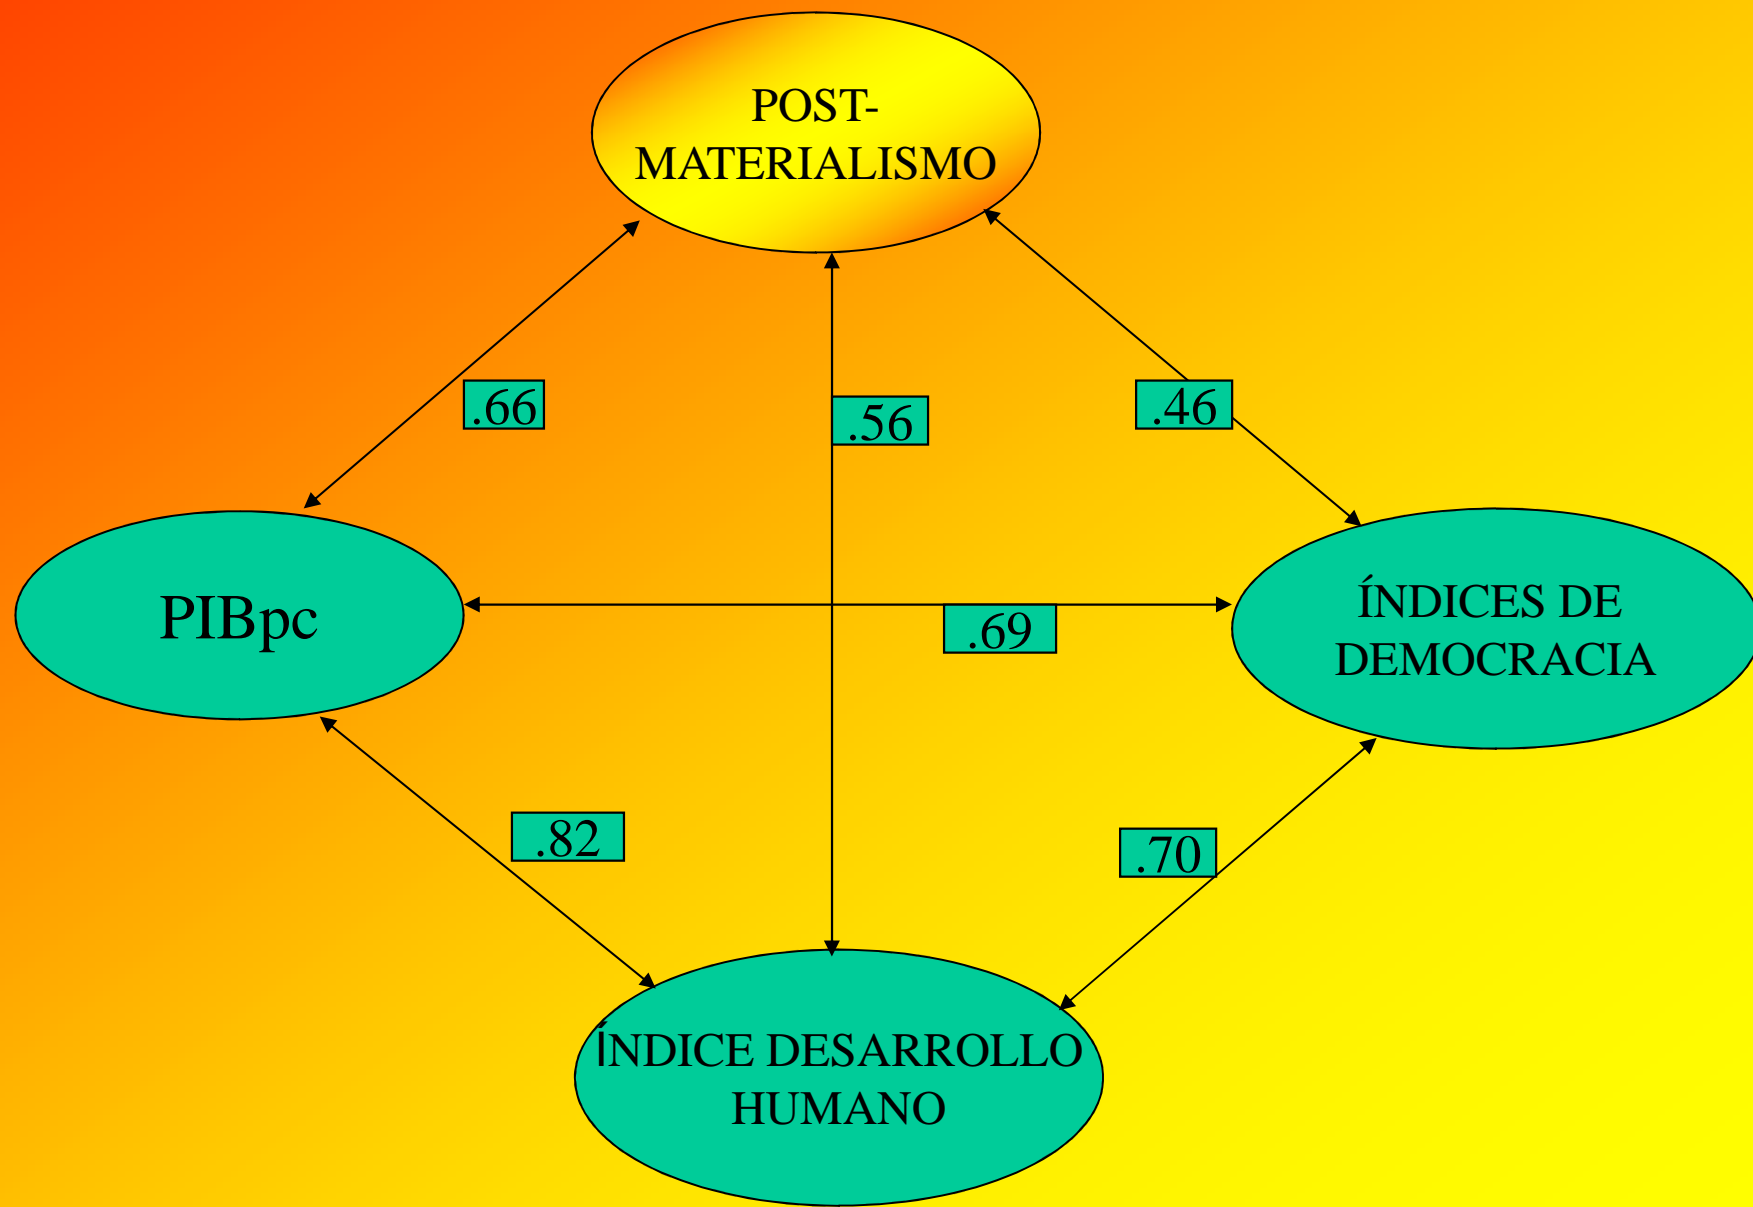 POST-
MATERIALISMO
.66
.56
.46
PIBpc
.69
ÍNDICES DE
DEMOCRACIA
.82
.70
ÍNDICE DESARROLLO
HUMANO